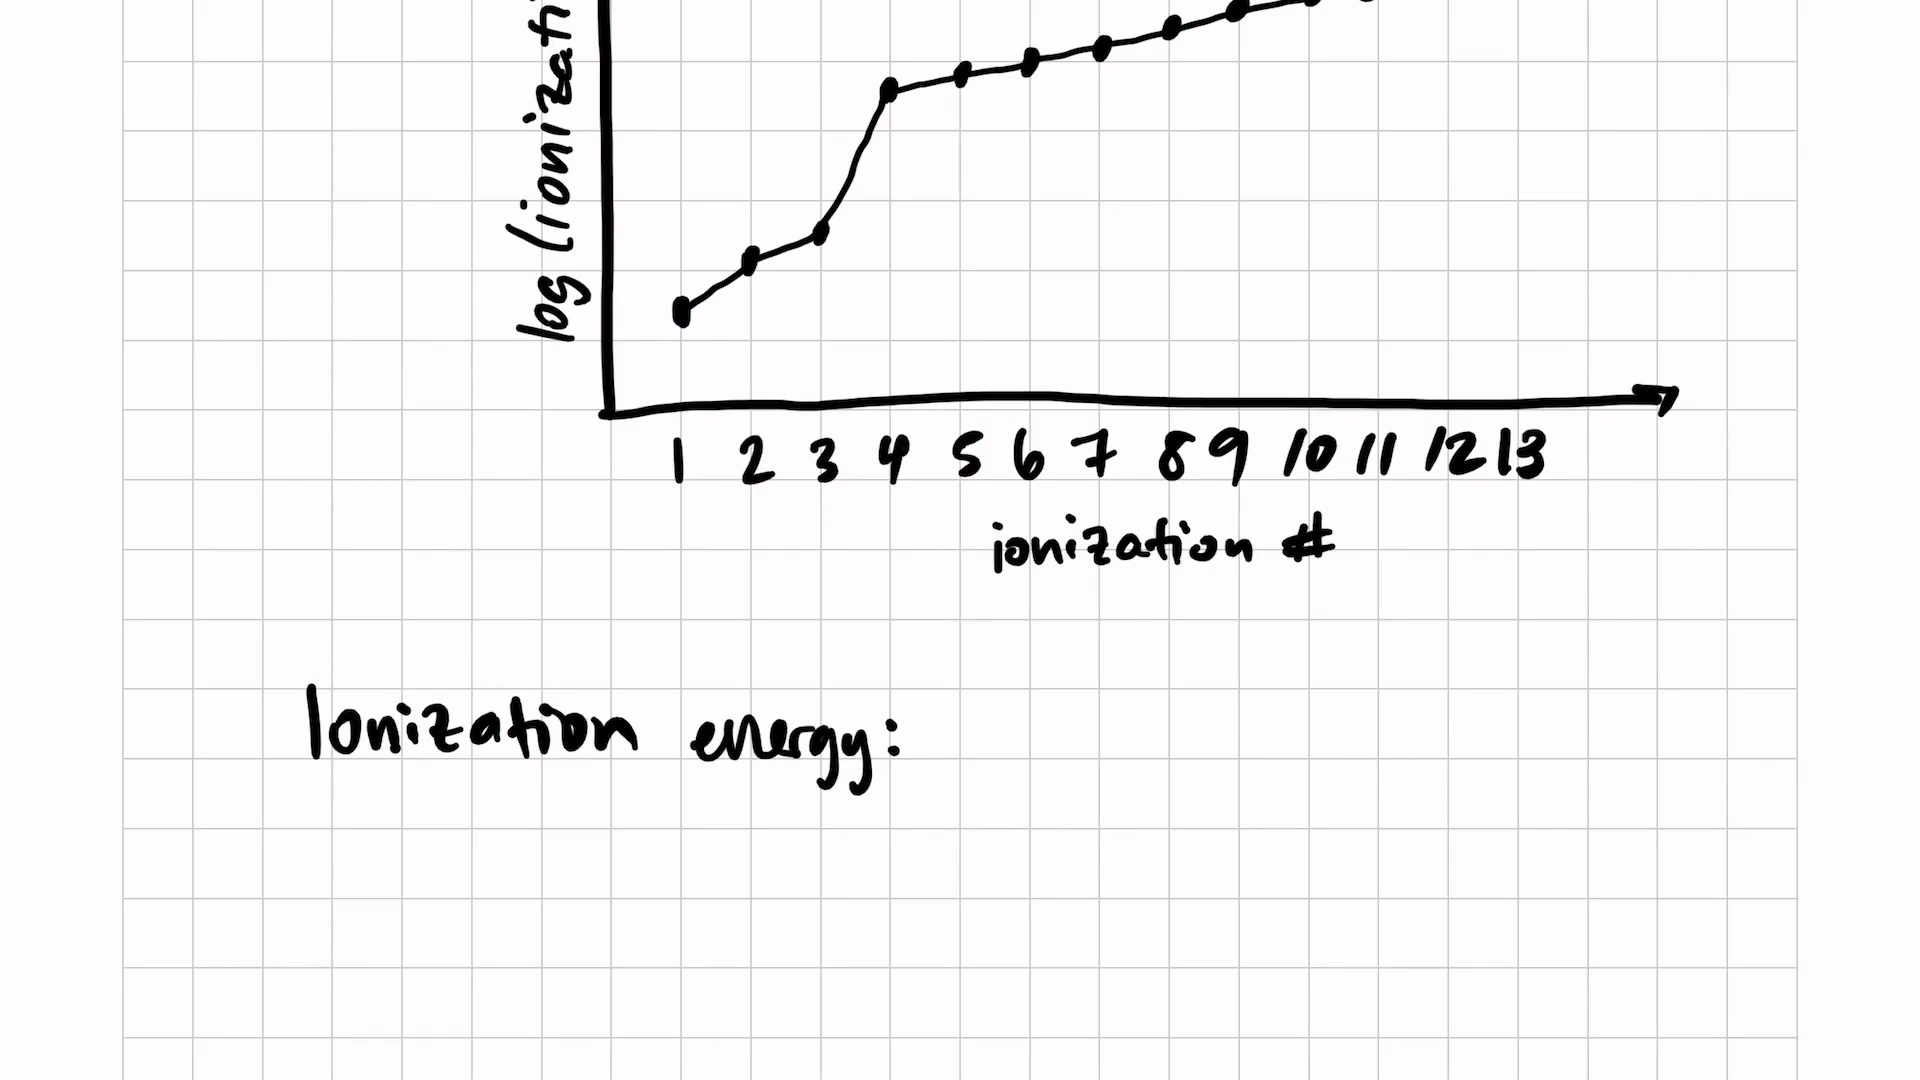 log (ionizati
1 2 3 4 5 6 7 8 9 10 11 12 13
ionization #
Ionization energy: